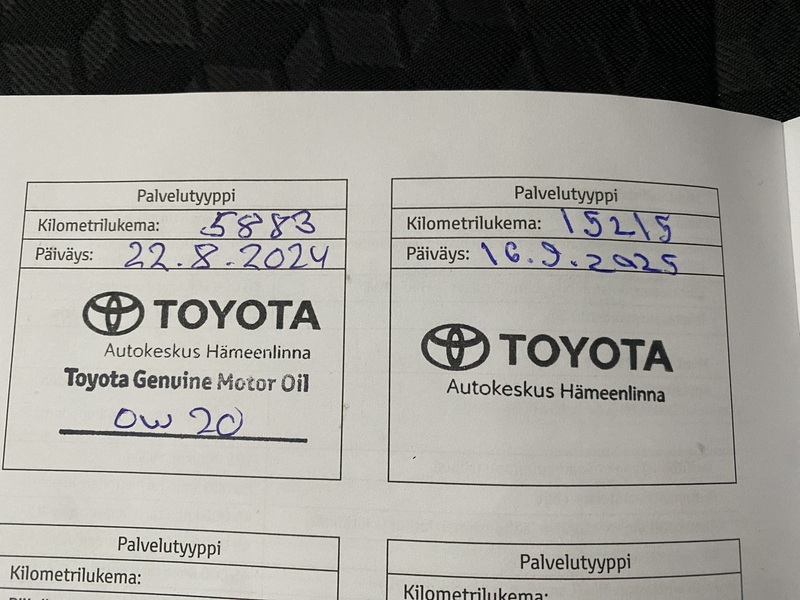 Palvelutyyppi
Kilometrilukema: 5883
Päiväys: 22.8.2024
TOYOTA
Autokeskus Hämeenlinna
Toyota Genuine Motor Oil
0W 20
Palvelutyyppi
Kilometrilukema: 15215
Päiväys: 16.9.2025
TOYOTA
Autokeskus Hämeenlinna
Palvelutyyppi
Kilometrilukema:
Palvelutyyppi
Kilometrilukema: